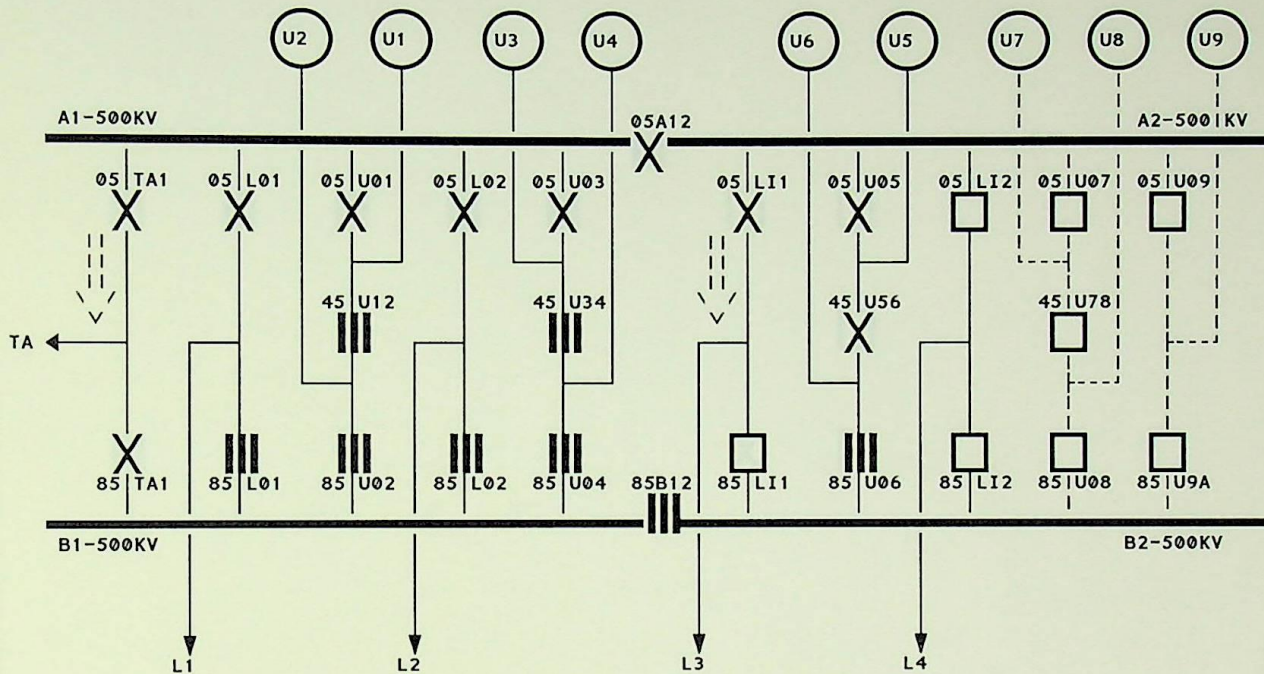 U2 U1 U3 U4 U6 U5 U7 U8 U9
A1-500KV 05A12 A2-500 KV
05 TA1 05 L01 05 U01 05 L02 05 U03 05 LI1 05 U05 05 LI2 05 U07 05 U09
45 U12 45 U34 45 U56 45 U78
TA
85 TA1 85 L01 85 U02 85 L02 85 U04 85B12 85 LI1 85 U06 85 LI2 85 U08 85 U9A
B1-500KV B2-500KV
L1 L2 L3 L4